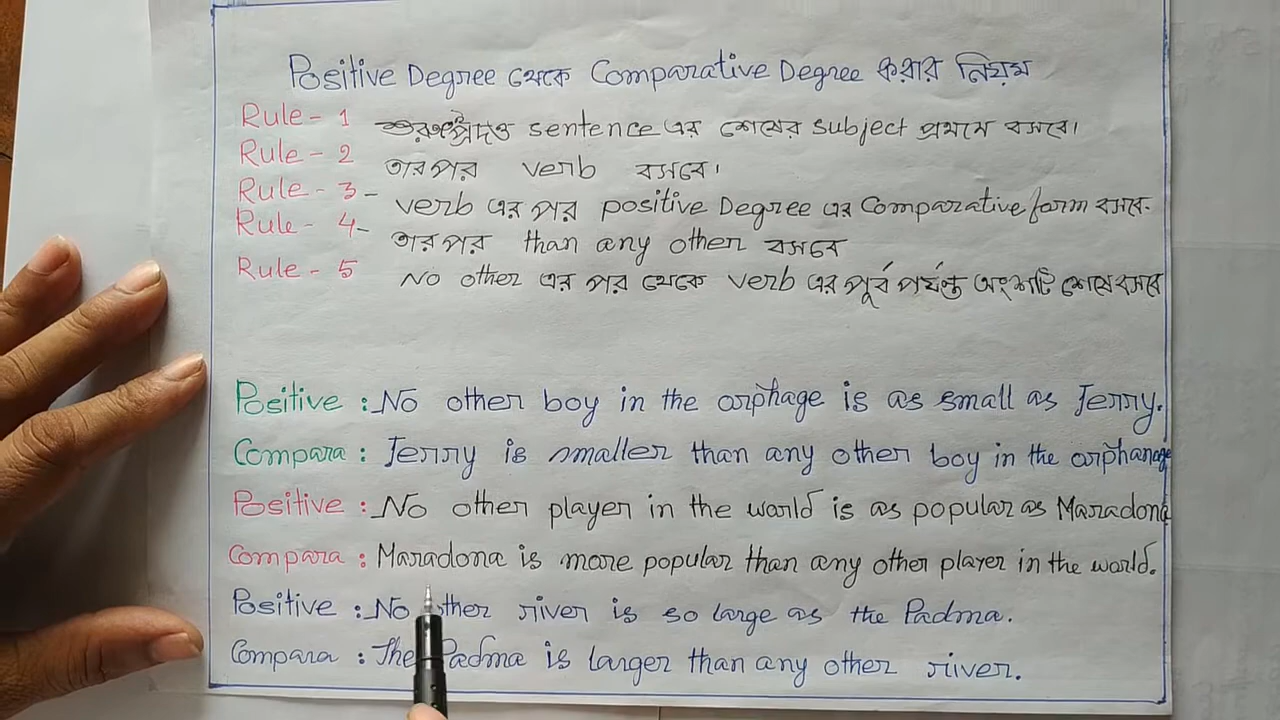 Positive Degree থেকে Comparative Degree করার নিয়ম
Rule - 1 sentence এর শেষের subject প্রথমে বসবে।
Rule - 2 তারপর verb বসবে।
Rule - 3 - verb এর পর positive Degree এর Comparative form বসবে-
Rule - 4 - তারপর than any other বসবে
Rule - 5 No other এর পর থেকে verb এর পূর্ব পর্যন্ত অংশটি শেষে বসবে
Positive : No other boy in the orphage is as small as Jerry.
Compara : Jerry is smaller than any other boy in the orphanage
Positive : No other player in the world is as popular as Maradona
Compara : Maradona is more popular than any other player in the world.
Positive : No other river is so large as the Padma.
Compara : The Padma is larger than any other river.